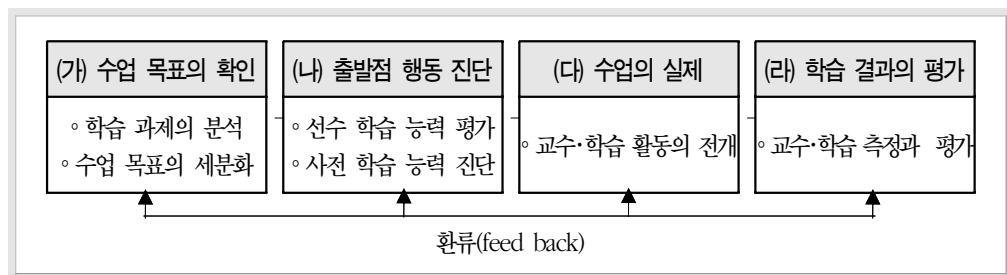 (가) 수업 목표의 확인
◦ 학습 과제의 분석
◦ 수업 목표의 세분화
(나) 출발점 행동 진단
◦ 선수 학습 능력 평가
◦ 사전 학습 능력 진단
(다) 수업의 실제
◦ 교수·학습 활동의 전개
(라) 학습 결과의 평가
◦ 교수·학습 측정과 평가
환류(feed back)